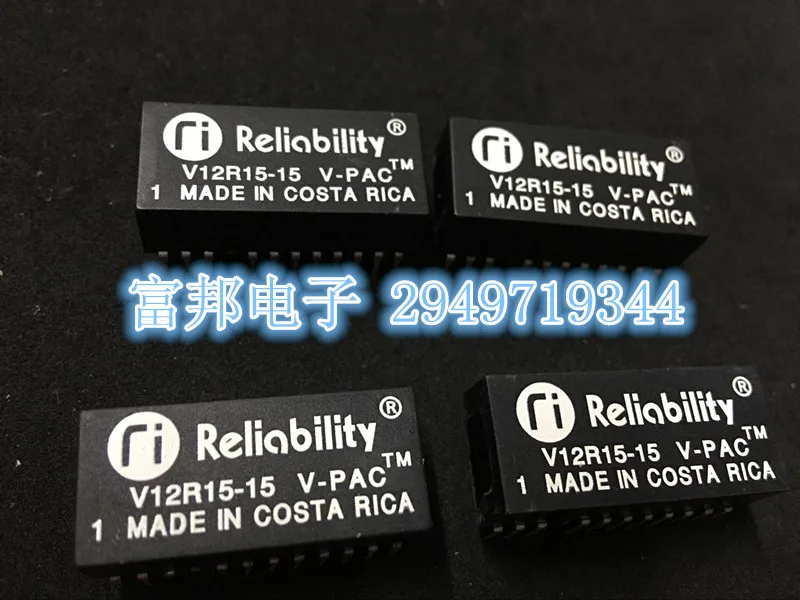 ri Reliability®
V12R15-15 V-PAC™
1 MADE IN COSTA RICA
ri Reliability®
V12R15-15 V-PAC™
1 MADE IN COSTA RICA
富邦电子 2949719344
ri Reliability®
V12R15-15 V-PAC™
1 MADE IN COSTA RICA
ri Reliability®
V12R15-15 V-PAC™
1 MADE IN COSTA RICA